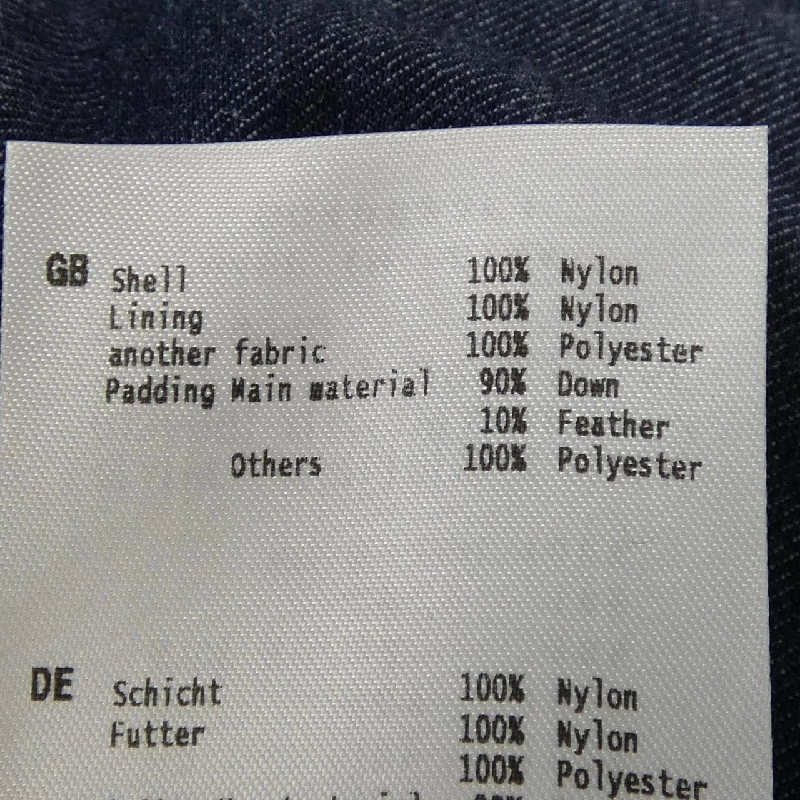 GB Shell 100% Nylon
Lining 100% Nylon
another fabric 100% Polyester
Padding Main material 90% Down
10% Feather
Others 100% Polyester
DE Schicht 100% Nylon
Futter 100% Nylon
100% Polyester